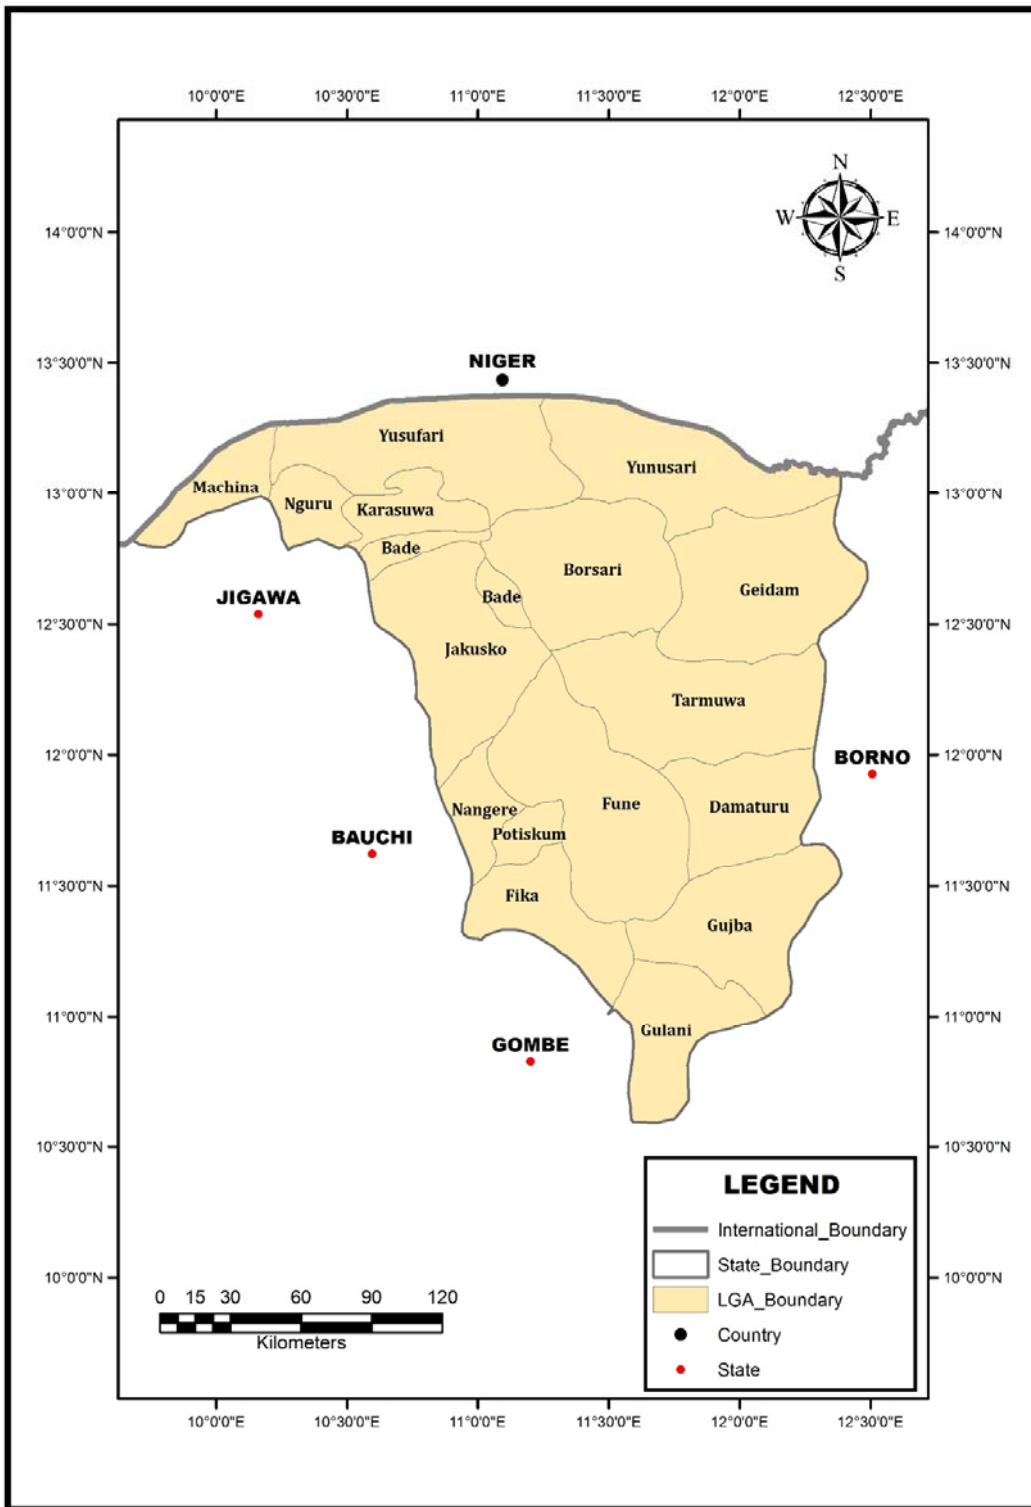 10°0'0"E 10°30'0"E 11°0'0"E 11°30'0"E 12°0'0"E 12°30'0"E
N
W E
S
14°0'0"N 14°0'0"N
13°30'0"N 13°30'0"N
NIGER
Yusufari
Yunusari
Machina
13°0'0"N 13°0'0"N
Nguru
Karasuwa
Bade
Borsari
Geidam
JIGAWA
Bade
12°30'0"N 12°30'0"N
Jakusko
Tarmuwa
12°0'0"N 12°0'0"N
BORNO
Nangere
Fune
Damaturu
BAUCHI
Potiskum
11°30'0"N 11°30'0"N
Fika
Gujba
11°0'0"N 11°0'0"N
Gulani
GOMBE
10°30'0"N 10°30'0"N
LEGEND
International_Boundary
State_Boundary
10°0'0"N 10°0'0"N
LGA_Boundary
Country
State
0 15 30 60 90 120
Kilometers
10°0'0"E 10°30'0"E 11°0'0"E 11°30'0"E 12°0'0"E 12°30'0"E